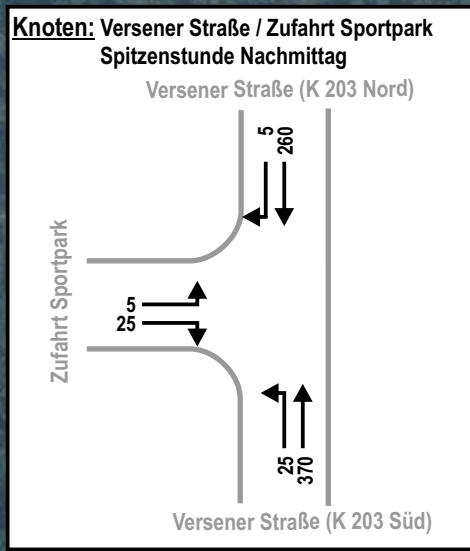 Knoten: Versener Straße / Zufahrt Sportpark
Spitzenstunde Nachmittag
Versener Straße (K 203 Nord)
5
260
Zufahrt Sportpark
5
25
25
370
Versener Straße (K 203 Süd)